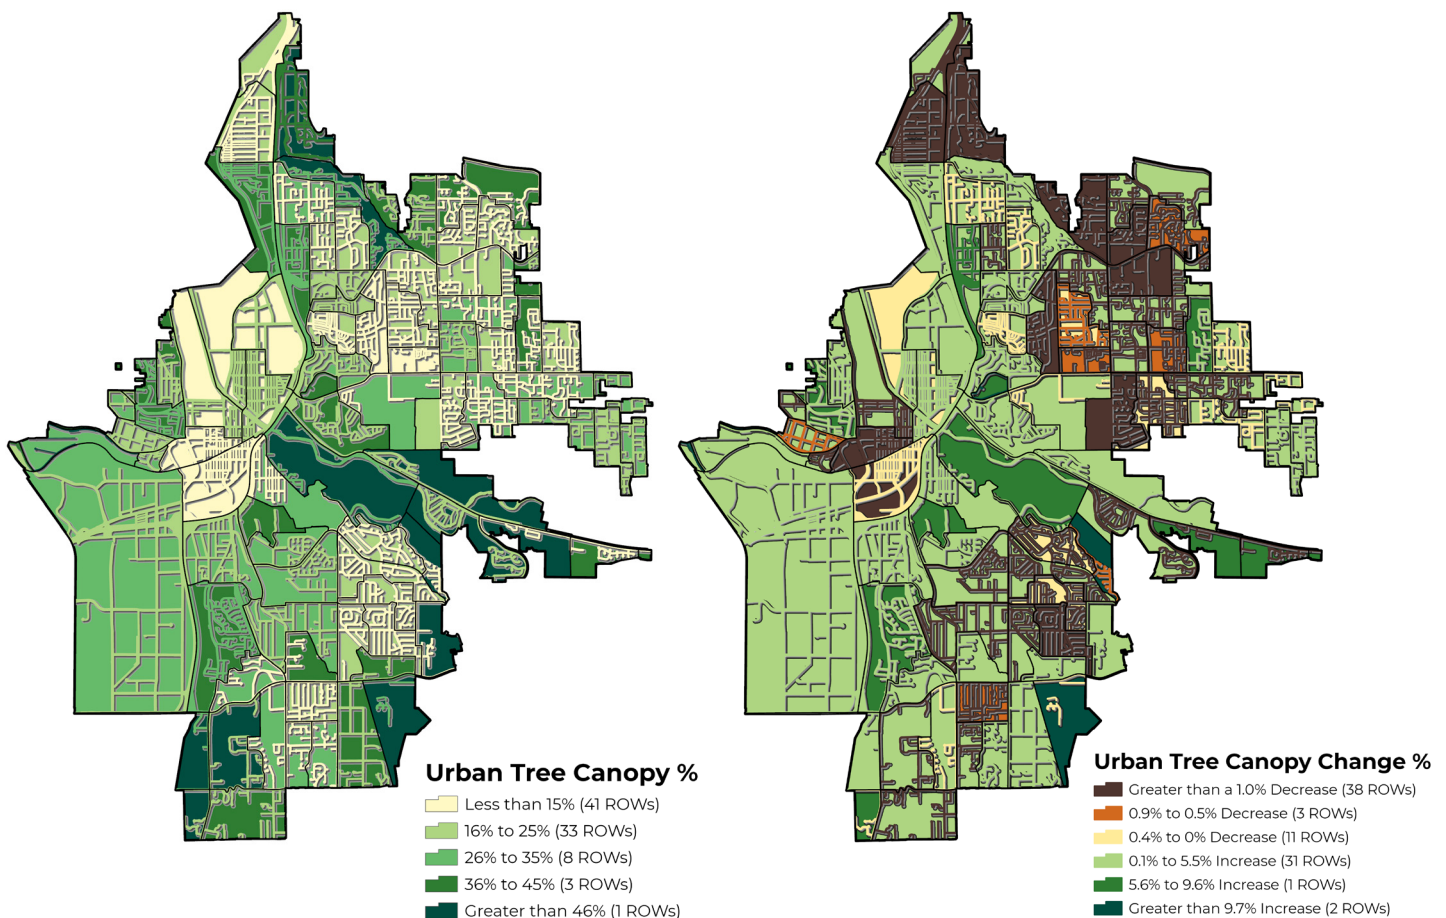 Urban Tree Canopy %
Less than 15% (41 ROWs)
16% to 25% (33 ROWs)
26% to 35% (8 ROWs)
36% to 45% (3 ROWs)
Greater than 46% (1 ROWs)
Urban Tree Canopy Change %
Greater than a 1.0% Decrease (38 ROWs)
0.9% to 0.5% Decrease (3 ROWs)
0.4% to 0% Decrease (11 ROWs)
0.1% to 5.5% Increase (31 ROWs)
5.6% to 9.6% Increase (1 ROWs)
Greater than 9.7% Increase (2 ROWs)